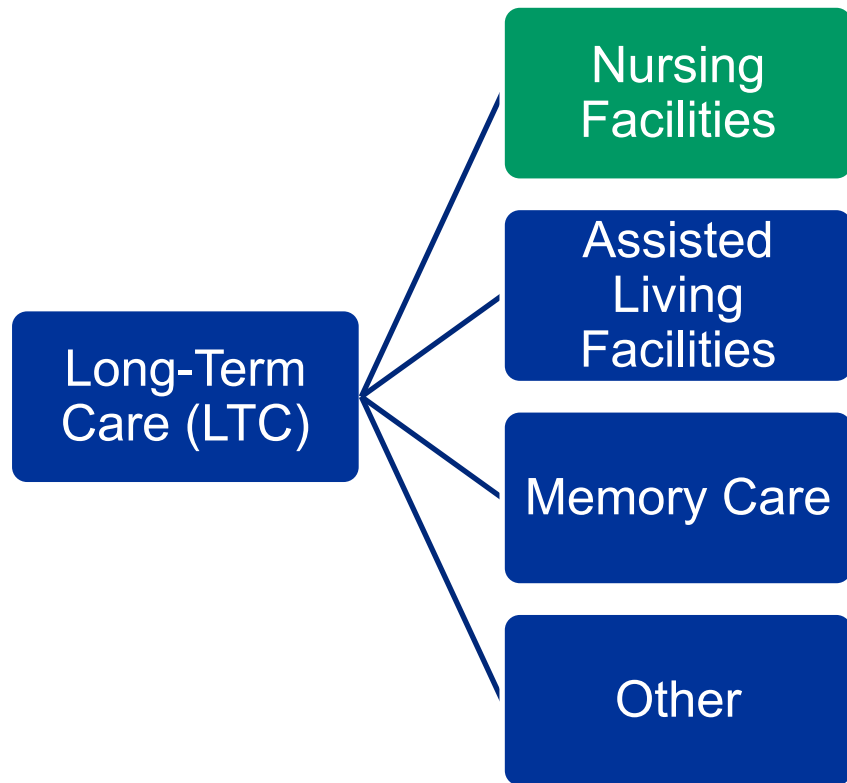 Nursing
Facilities
Assisted
Living
Facilities
Long-Term
Care (LTC)
Memory Care
Other